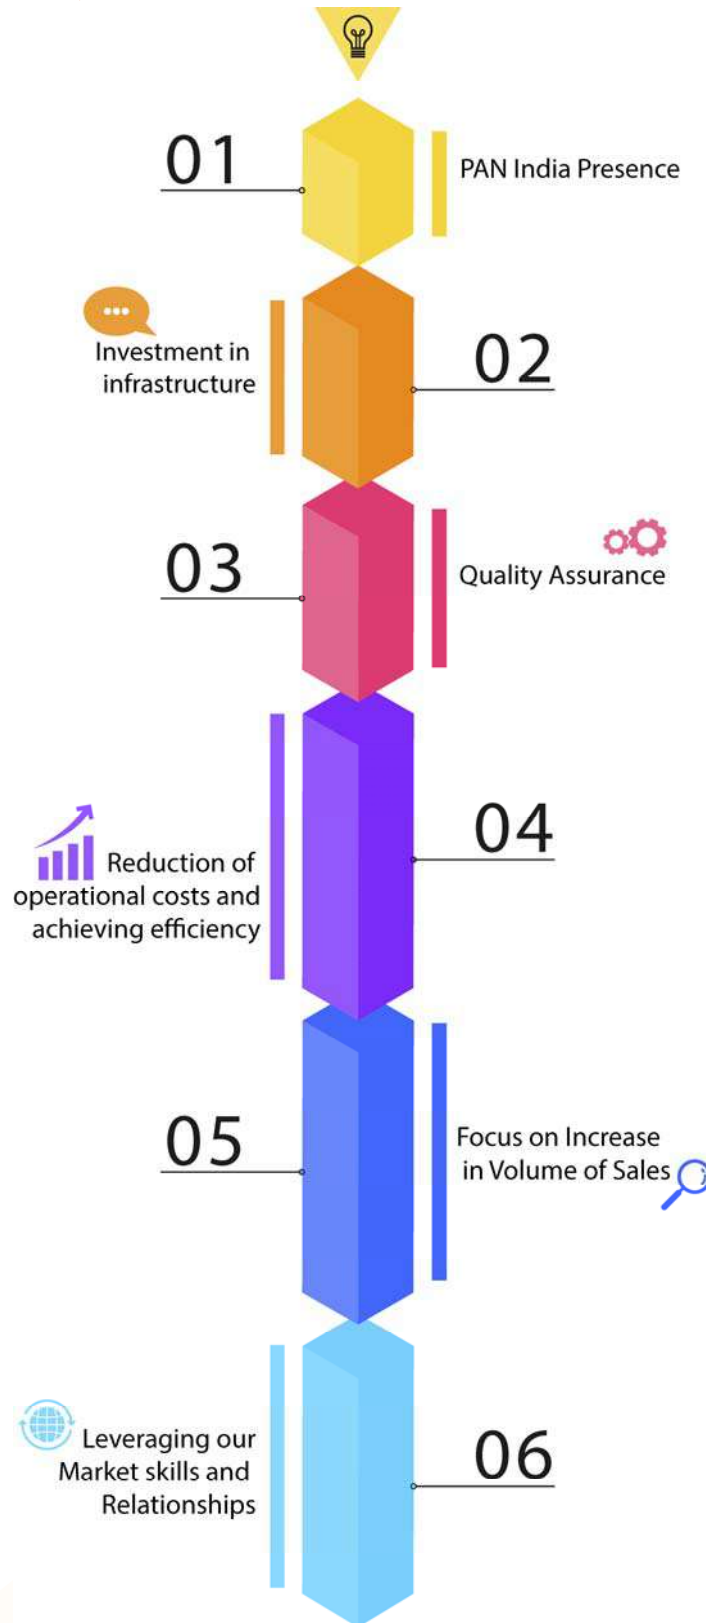 01
PAN India Presence
Investment in
infrastructure
02
03
Quality Assurance
04
Reduction of
operational costs and
achieving efficiency
05
Focus on Increase
in Volume of Sales
Leveraging our
Market skills and
Relationships
06